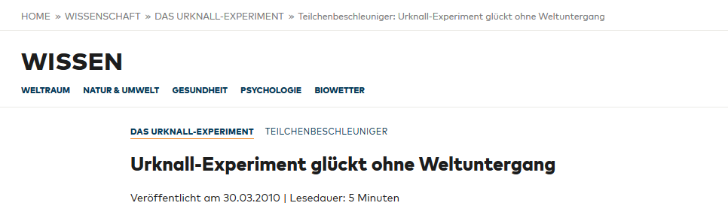 HOME » WISSENSCHAFT » DAS URKNALL-EXPERIMENT » Teilchenbeschleuniger: Urknall-Experiment glückt ohne Weltuntergang
WISSEN
WELTRAUM NATUR & UMWELT GESUNDHEIT PSYCHOLOGIE BIOWETTER
DAS URKNALL-EXPERIMENT TEILCHENBESCHLEUNIGER
Urknall-Experiment glückt ohne Weltuntergang
Veröffentlicht am 30.03.2010 | Lesedauer: 5 Minuten